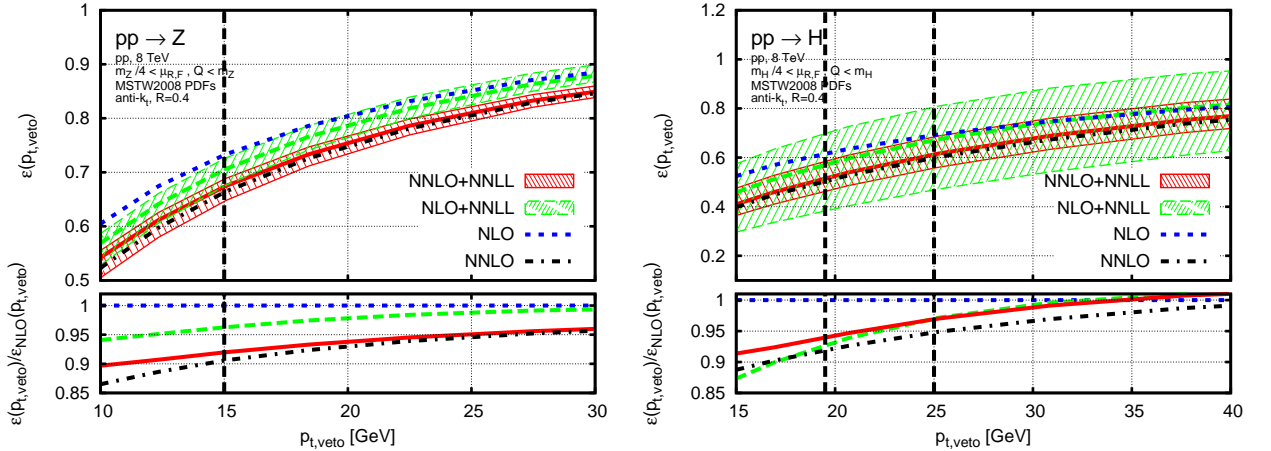 pp → Z
pp, 8 TeV
m_Z /4 < μ_R,F , Q < m_Z
MSTW2008 PDFs
anti-k_t, R=0.4
ε(p_t,veto)
1
0.9
0.8
0.7
0.6
0.5
NNLO+NNLL
NLO+NNLL
NLO
NNLO
ε(p_t,veto)/ε_NLO(p_t,veto)
1
0.95
0.9
0.85
10 15 20 25 30
p_t,veto [GeV]
pp → H
pp, 8 TeV
m_H /4 < μ_R,F , Q < m_H
MSTW2008 PDFs
anti-k_t, R=0.4
ε(p_t,veto)
1.2
1
0.8
0.6
0.4
0.2
NNLO+NNLL
NLO+NNLL
NLO
NNLO
ε(p_t,veto)/ε_NLO(p_t,veto)
1
0.95
0.9
0.85
15 20 25 30 35 40
p_t,veto [GeV]